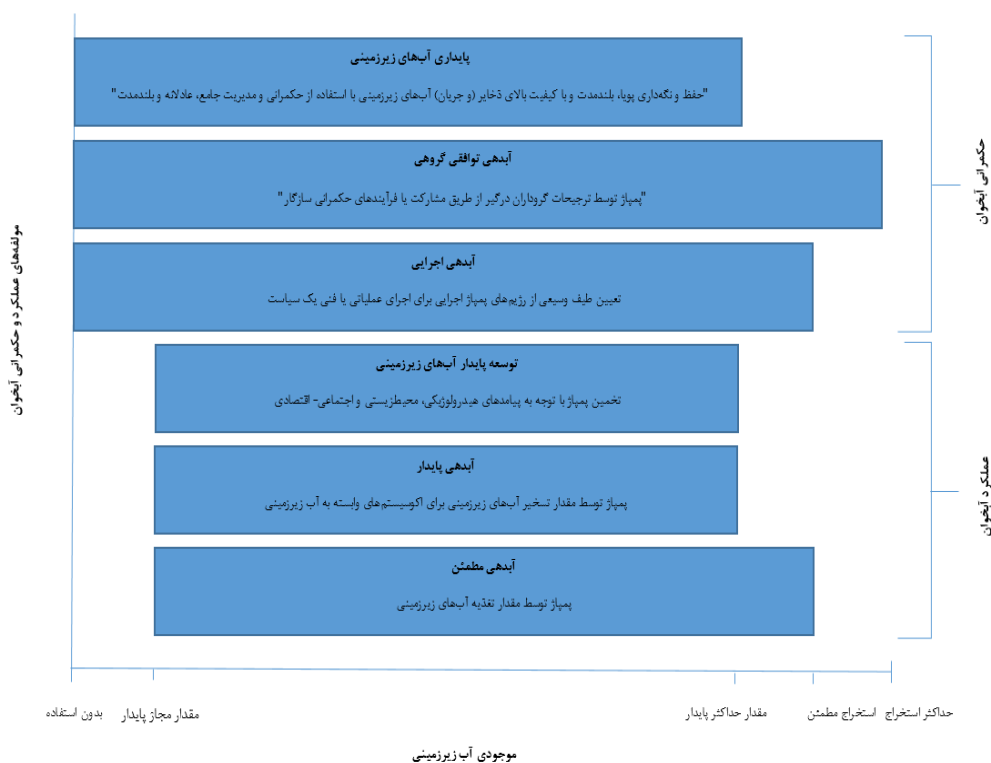 پایداری آب‌های زیرزمینی
"حفظ و نگه‌داری پویا، بلندمدت و با کیفیت بالای ذخایر (و جریان) آب‌های زیرزمینی با استفاده از حکمرانی و مدیریت جامع، عادلانه و بلندمدت"
آبدهی توافقی گروهی
"پمپاژ توسط ترجیحات گروداران درگیر از طریق مشارکت یا فرآیندهای حکمرانی سازگار"
آبدهی اجرایی
تعیین طیف وسیعی از رژیم‌های پمپاژ اجرایی برای اجرای عملیاتی یا فنی یک سیاست
توسعه پایدار آب‌های زیرزمینی
تخمین پمپاژ با توجه به پیامدهای هیدرولوژیکی، محیط‌زیستی و اجتماعی- اقتصادی
آبدهی پایدار
پمپاژ توسط مقدار تسخیر آب‌های زیرزمینی برای اکوسیستم‌های وابسته به آب زیرزمینی
آبدهی مطمئن
پمپاژ توسط مقدار تغذیه آب‌های زیرزمینی
حکمرانی آبخوان
عملکرد آبخوان
مولفه‌های عملکرد و حکمرانی آبخوان
بدون استفاده
مقدار مجاز پایدار
مقدار حداکثر پایدار
استخراج مطمئن
حداکثر استخراج
موجودی آب زیرزمینی